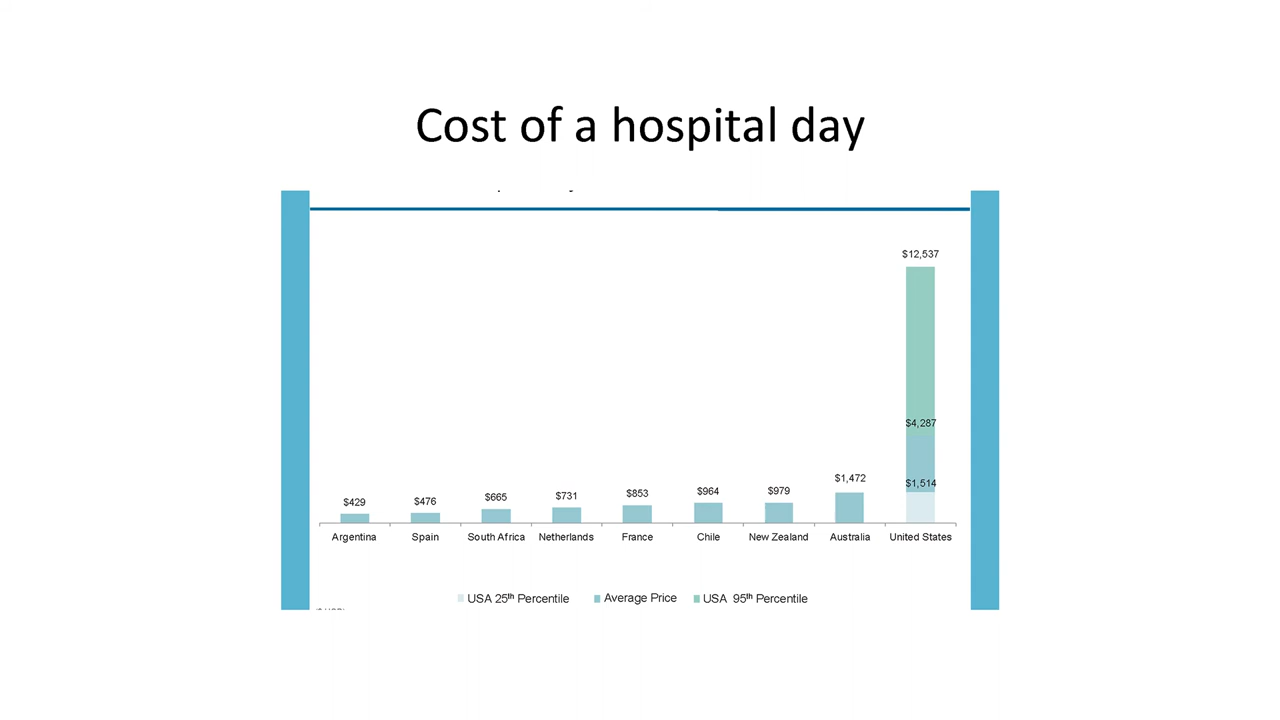 Cost of a hospital day
$12,537
$4,287
$1,514
$429
$476
$665
$731
$853
$964
$979
$1,472
Argentina
Spain
South Africa
Netherlands
France
Chile
New Zealand
Australia
United States
USA 25th Percentile
Average Price
USA 95th Percentile